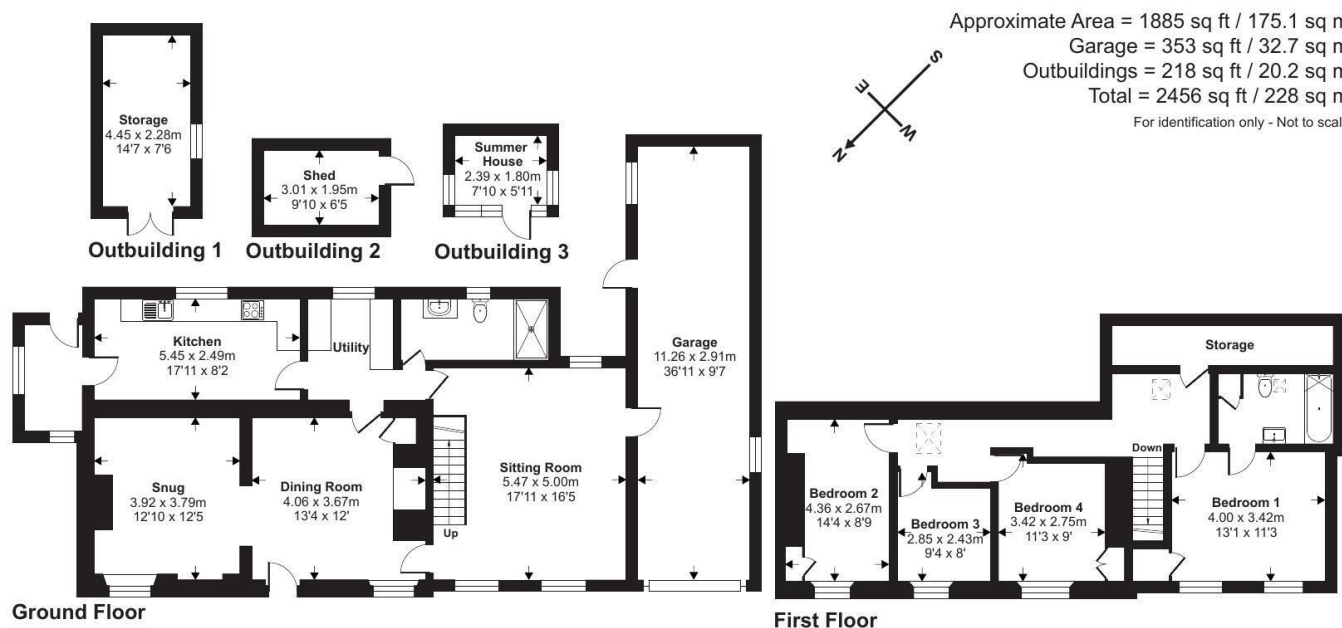 Approximate Area = 1885 sq ft / 175.1 sq m
Garage = 353 sq ft / 32.7 sq m
Outbuildings = 218 sq ft / 20.2 sq m
Total = 2456 sq ft / 228 sq m
For identification only - Not to scal
S
E
W
N
Storage
4.45 x 2.28m
14'7 x 7'6
Outbuilding 1
Shed
3.01 x 1.95m
9'10 x 6'5
Outbuilding 2
Summer
House
2.39 x 1.80m
7'10 x 5'11
Outbuilding 3
Kitchen
5.45 x 2.49m
17'11 x 8'2
Utility
Garage
11.26 x 2.91m
36'11 x 9'7
Snug
3.92 x 3.79m
12'10 x 12'5
Dining Room
4.06 x 3.67m
13'4 x 12'
Sitting Room
5.47 x 5.00m
17'11 x 16'5
Up
Ground Floor
Storage
Down
Bedroom 2
4.36 x 2.67m
14'4 x 8'9
Bedroom 3
2.85 x 2.43m
9'4 x 8'
Bedroom 4
3.42 x 2.75m
11'3 x 9'
Bedroom 1
4.00 x 3.42m
13'1 x 11'3
First Floor